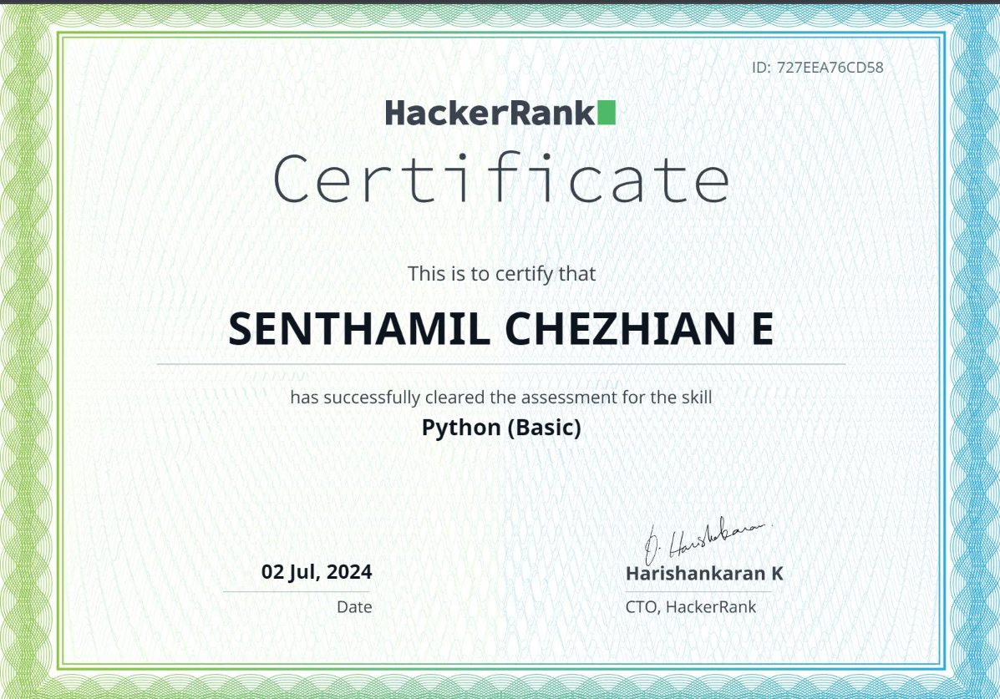 ID: 727EEA76CD58
HackerRank
Certificate
This is to certify that
SENTHAMIL CHEZHIAN E
has successfully cleared the assessment for the skill
Python (Basic)
02 Jul, 2024
Date
Harishankaran K
CTO, HackerRank